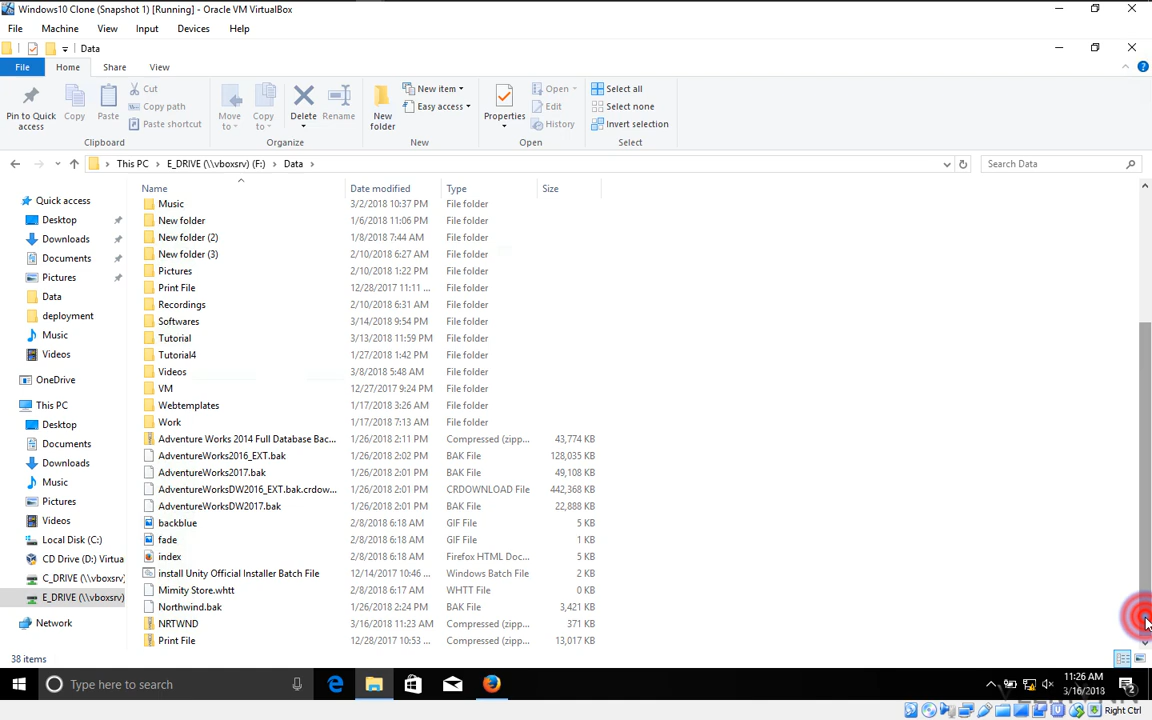 Windows10 Clone (Snapshot 1) [Running] - Oracle VM VirtualBox
File Machine View Input Devices Help
Data
File Home Share View
Pin to Quick access
Copy
Paste
Cut
Copy path
Paste shortcut
Move to
Copy to
Delete
Rename
New folder
New item
Easy access
Properties
Open
Edit
History
Select all
Select none
Invert selection
Clipboard Organize New Open Select
This PC > E_DRIVE (\\vboxsrv) (F:) > Data >
Search Data
Name Date modified Type Size
Quick access
Desktop
Downloads
Documents
Pictures
Data
deployment
Music
Videos
OneDrive
This PC
Desktop
Documents
Downloads
Music
Pictures
Videos
Local Disk (C:)
CD Drive (D:) Virtua
C_DRIVE (\\vboxsrv)
E_DRIVE (\\vboxsrv)
Network
Music 3/2/2018 10:37 PM File folder
New folder 1/6/2018 11:06 PM File folder
New folder (2) 1/8/2018 7:44 AM File folder
New folder (3) 2/10/2018 6:27 AM File folder
Pictures 2/10/2018 1:22 PM File folder
Print File 12/28/2017 11:11 ... File folder
Recordings 2/10/2018 6:31 AM File folder
Softwares 3/14/2018 9:54 PM File folder
Tutorial 3/13/2018 11:59 PM File folder
Tutorial4 1/27/2018 1:42 PM File folder
Videos 3/8/2018 5:48 AM File folder
VM 12/27/2017 9:24 PM File folder
Webtemplates 1/17/2018 3:26 AM File folder
Work 1/17/2018 7:13 AM File folder
Adventure Works 2014 Full Database Bac... 1/26/2018 2:11 PM Compressed (zipp... 43,774 KB
AdventureWorks2016_EXT.bak 1/26/2018 2:02 PM BAK File 128,035 KB
AdventureWorks2017.bak 1/26/2018 2:01 PM BAK File 49,108 KB
AdventureWorksDW2016_EXT.bak.crdow... 1/26/2018 2:01 PM CRDOWNLOAD File 442,368 KB
AdventureWorksDW2017.bak 1/26/2018 2:01 PM BAK File 22,888 KB
backblue 2/8/2018 6:18 AM GIF File 5 KB
fade 2/8/2018 6:18 AM GIF File 1 KB
index 2/8/2018 6:18 AM Firefox HTML Doc... 5 KB
install Unity Official Installer Batch File 12/14/2017 10:46 ... Windows Batch File 2 KB
Mimity Store.whtt 2/8/2018 6:17 AM WHTT File 0 KB
Northwind.bak 1/26/2018 2:24 PM BAK File 3,421 KB
NRTWND 3/16/2018 11:23 AM Compressed (zipp... 371 KB
Print File 12/28/2017 10:53 ... Compressed (zipp... 13,017 KB
38 items
Type here to search
11:26 AM
3/16/2018
2
Right Ctrl